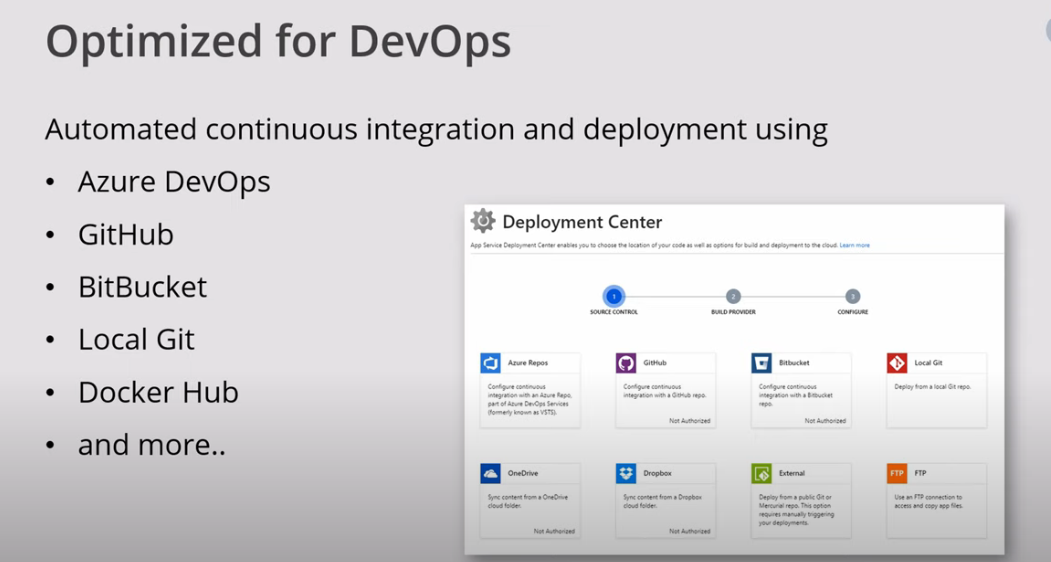 Optimized for DevOps
Automated continuous integration and deployment using
• Azure DevOps
• GitHub
• BitBucket
• Local Git
• Docker Hub
• and more..
Deployment Center
App Service Deployment Center enables you to choose the location of your code as well as options for build and deployment to the cloud. Learn more
1
2
3
SOURCE CONTROL
BUILD PROVIDER
CONFIGURE
Azure Repos
Configure continuous
integration with an Azure Repo,
part of Azure DevOps Services
(formerly known as VSTS).
GitHub
Configure continuous
integration with a GitHub repo.
Not Authorized
Bitbucket
Configure continuous
integration with a Bitbucket
repo.
Not Authorized
Local Git
Deploy from a local Git repo.
OneDrive
Sync content from a OneDrive
cloud folder.
Not Authorized
Dropbox
Sync content from a Dropbox
cloud folder.
Not Authorized
External
Deploy from a public Git or
Mercurial repo. This option
requires manually triggering
your deployments.
FTP
FTP
Use an FTP connection to
access and copy app files.